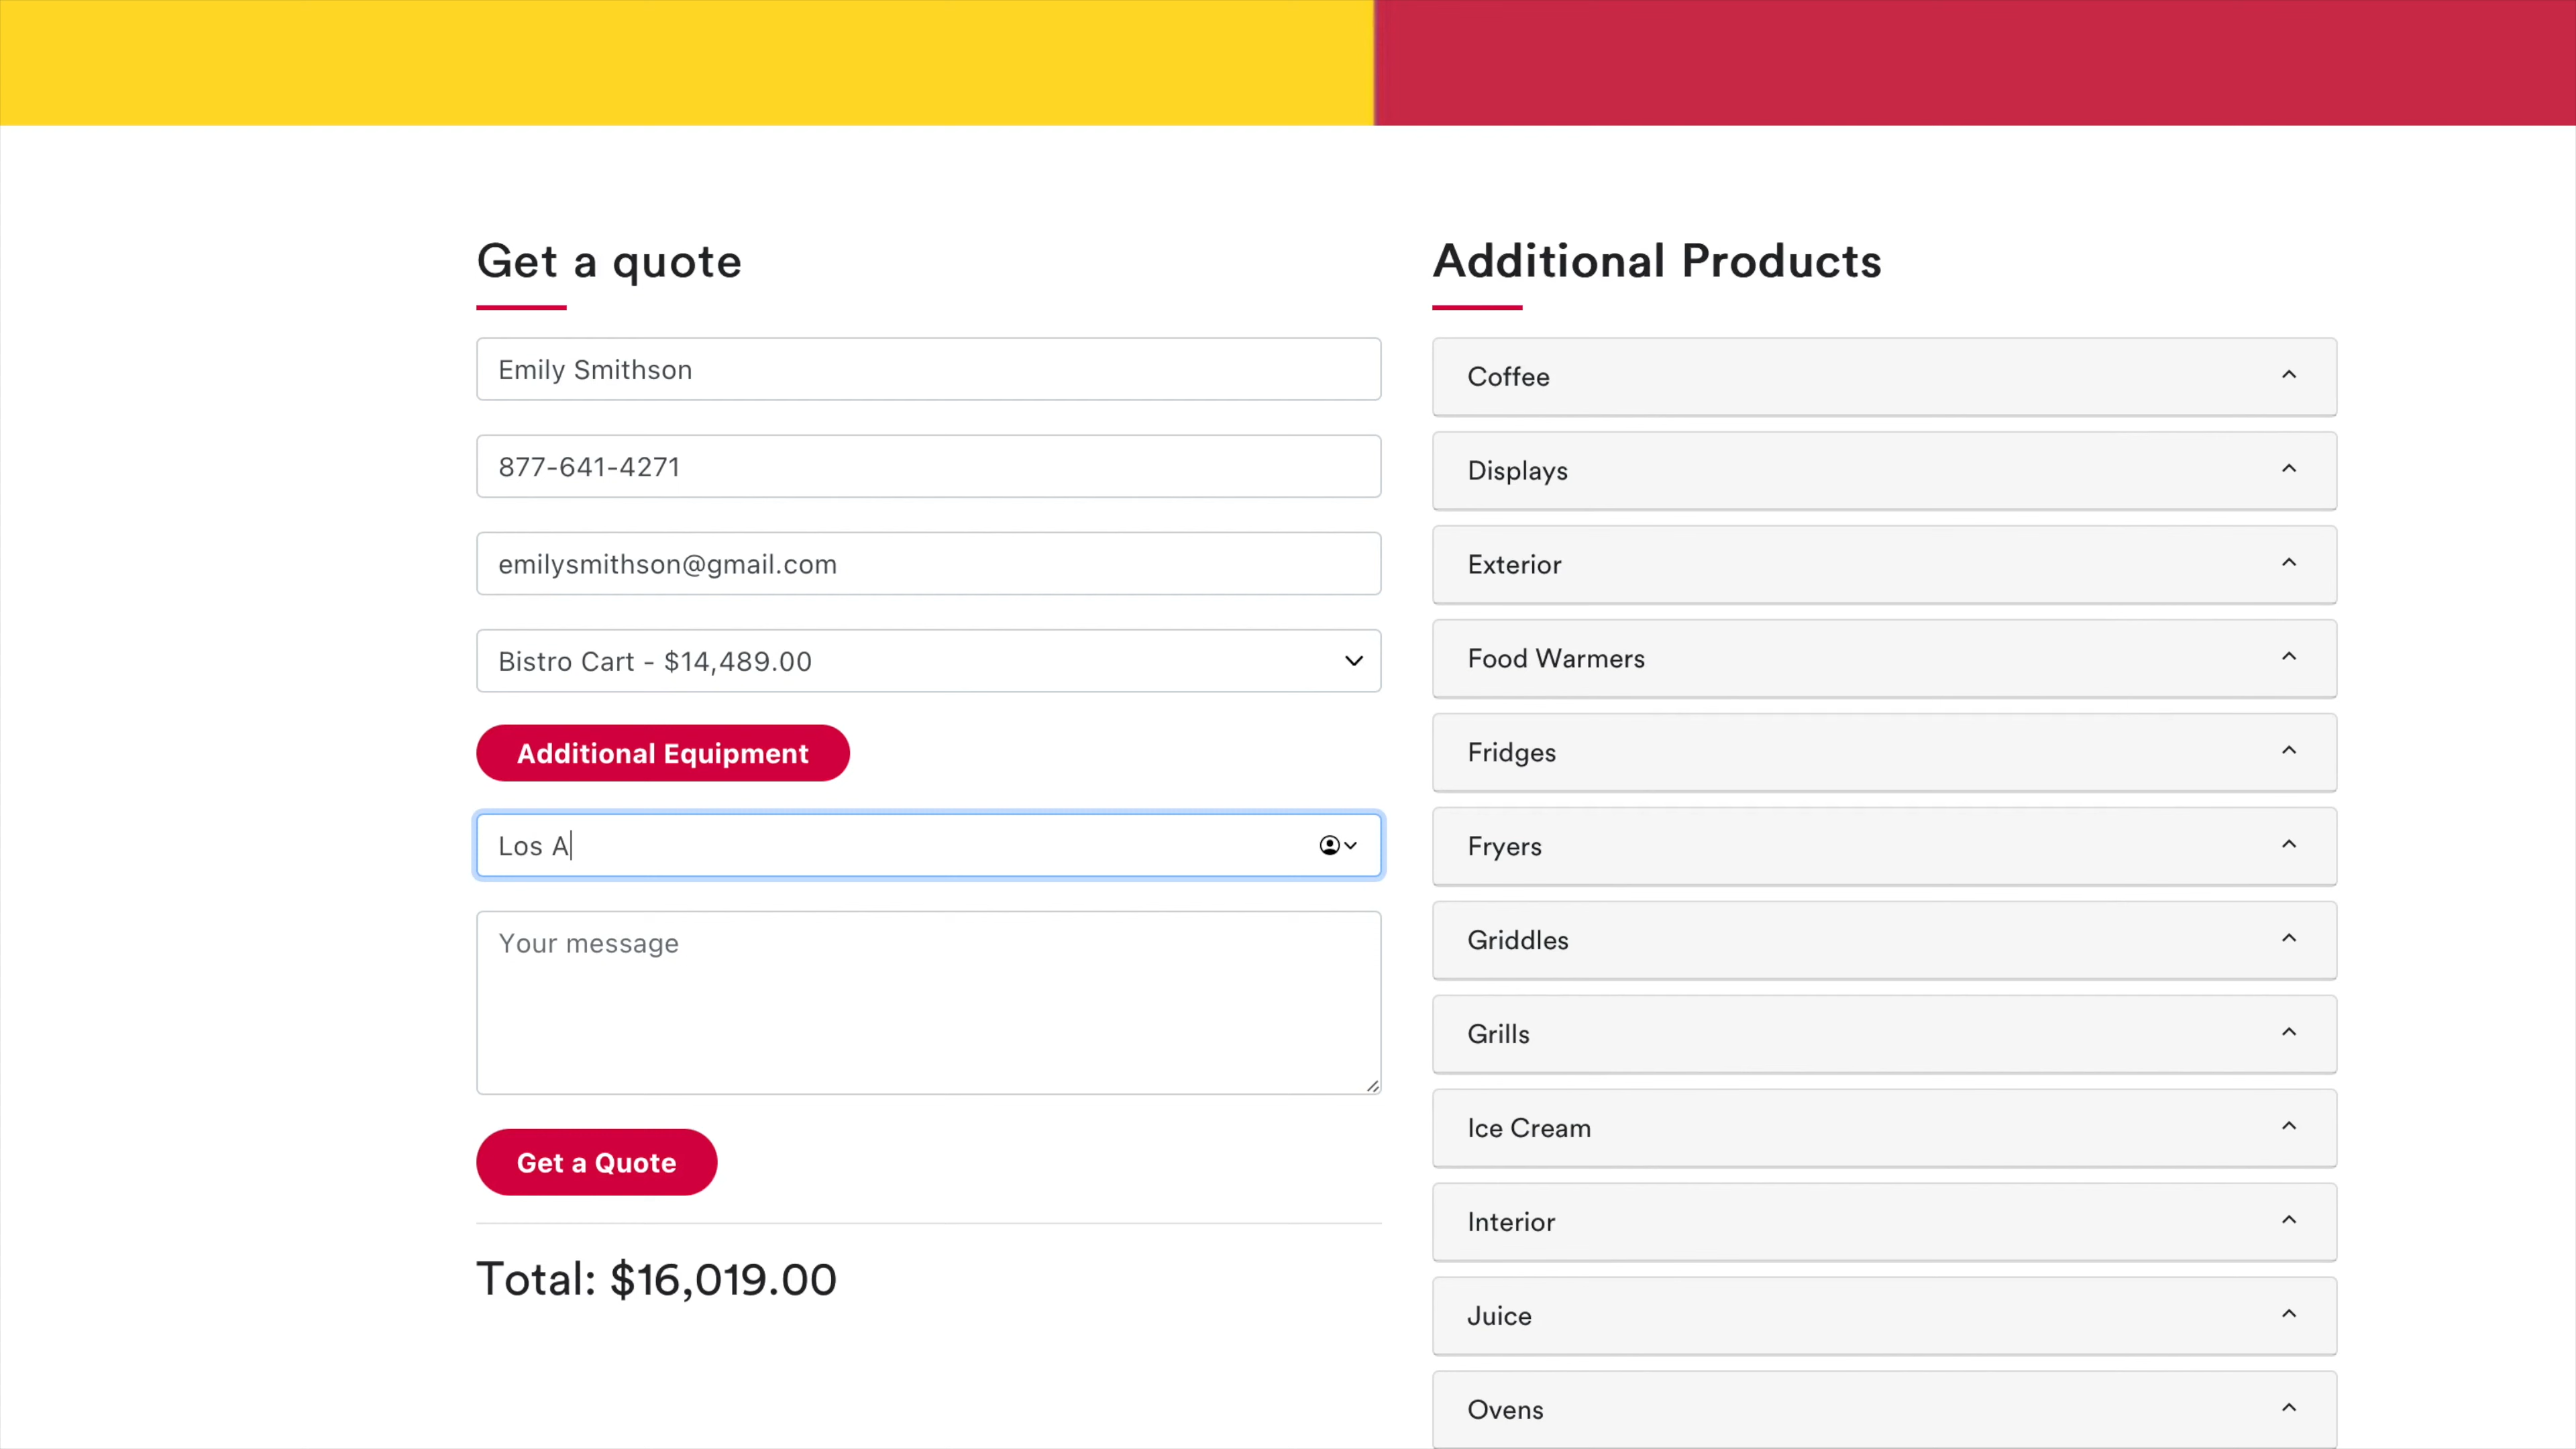 Get a quote
Emily Smithson
877-641-4271
emilysmithson@gmail.com
Bistro Cart - $14,489.00
Additional Equipment
Los A
Your message
Get a Quote
Total: $16,019.00
Additional Products
Coffee
Displays
Exterior
Food Warmers
Fridges
Fryers
Griddles
Grills
Ice Cream
Interior
Juice
Ovens